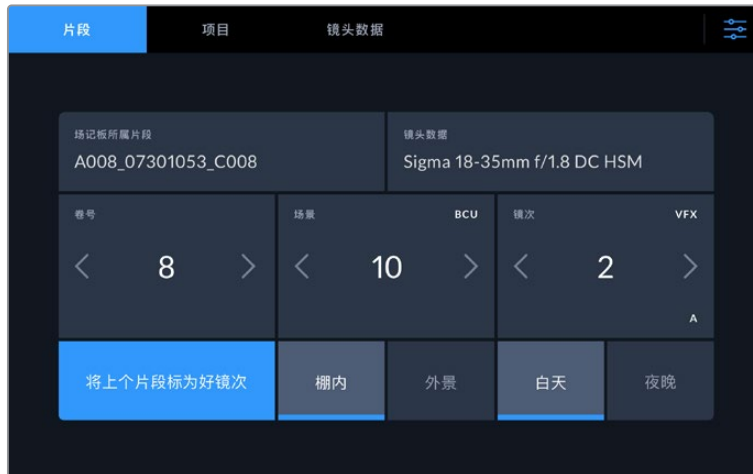 片段 项目 镜头数据
场记板所属片段 镜头数据
A008_07301053_C008 Sigma 18-35mm f/1.8 DC HSM
卷号 场景 BCU 镜次 VFX
8 10 2
A
将上个片段标为好镜次 棚内 外景 白天 夜晚